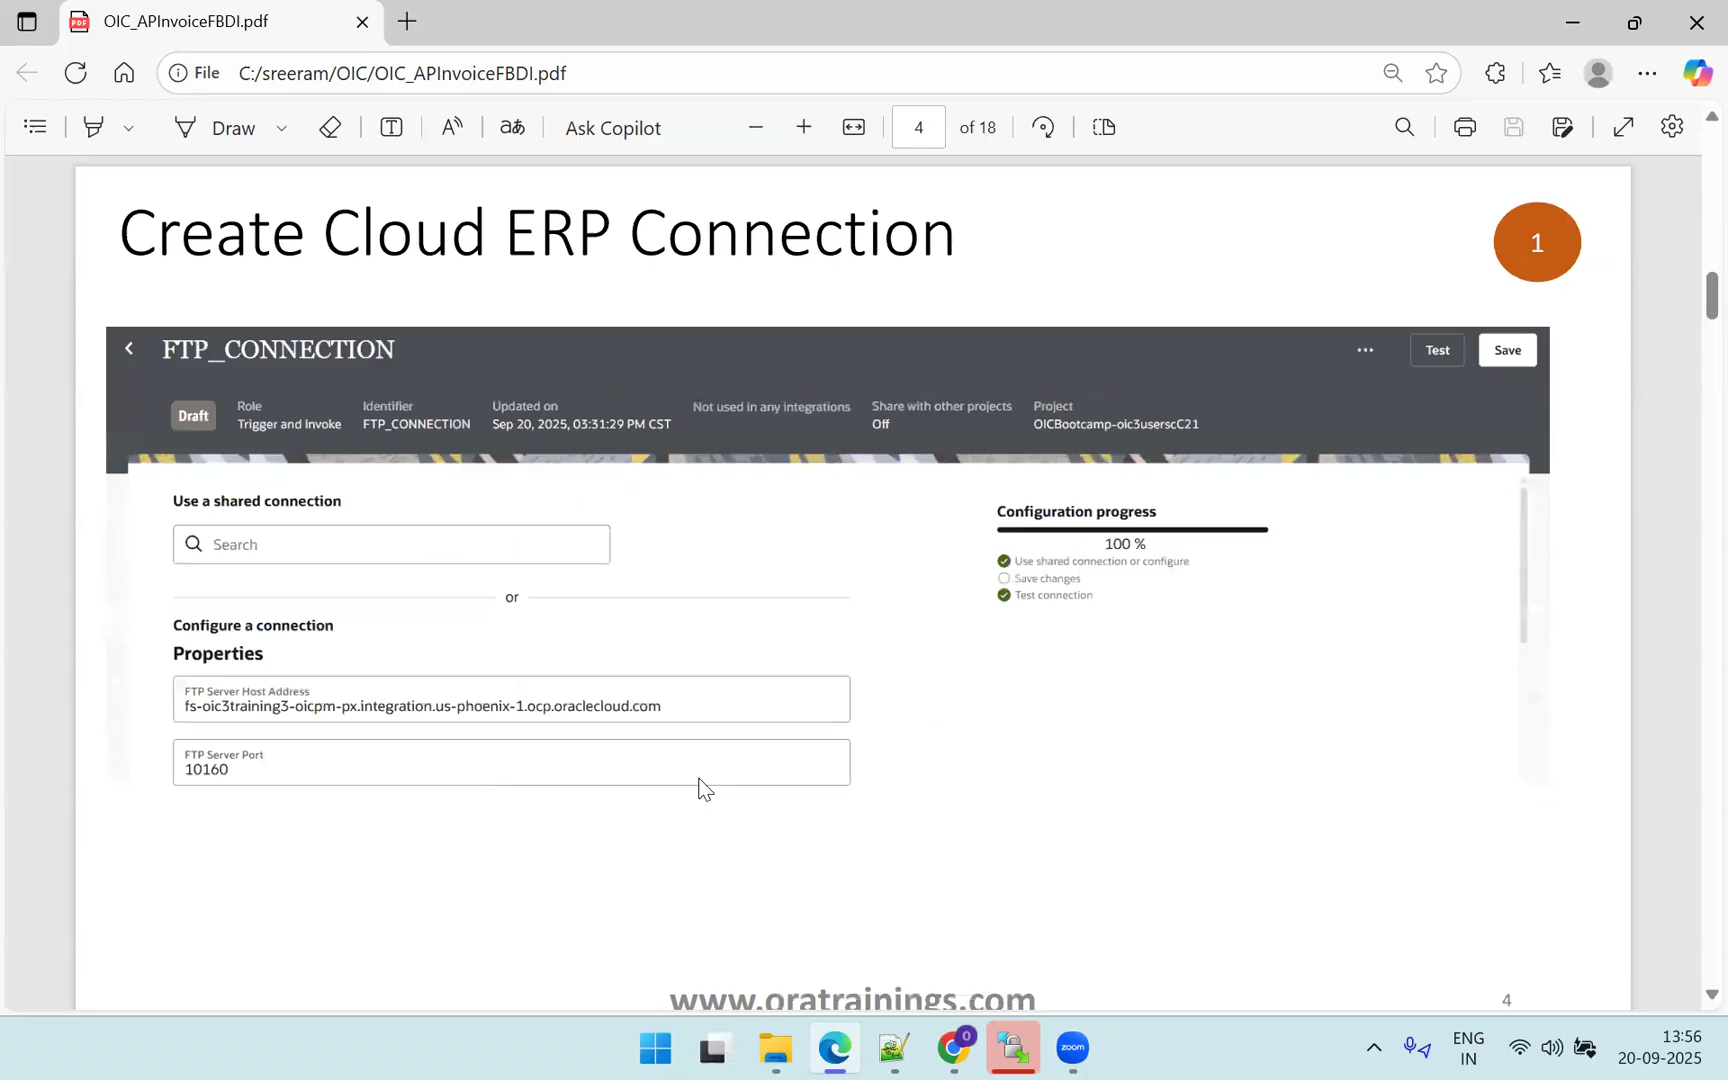 OIC_APInvoiceFBDI.pdf
File C:/sreeram/OIC/OIC_APInvoiceFBDI.pdf
Draw
aあ
Ask Copilot
4 of 18
Create Cloud ERP Connection
1
FTP_CONNECTION
Test
Save
Draft
Role
Trigger and invoke
Identifier
FTP_CONNECTION
Updated on
Sep 20, 2025, 03:31:29 PM CST
Not used in any integrations
Share with other projects
Off
Project
OICBootcamp-oic3userscC21
Use a shared connection
Search
or
Configure a connection
Properties
FTP Server Host Address
fs-oic3training3-oicpm-px.integration.us-phoenix-1.ocp.oraclecloud.com
FTP Server Port
10160
Configuration progress
100 %
Use shared connection or configure
Save changes
Test connection
www.oratrainings.com
4
0
zoom
ENG
IN
13:56
20-09-2025